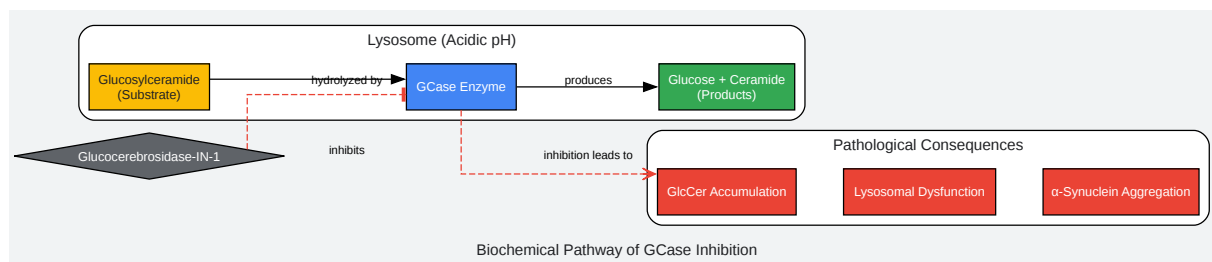 Lysosome (Acidic pH)
Glucosylceramide
(Substrate)
hydrolyzed by
GCase Enzyme
produces
Glucose + Ceramide
(Products)
Glucocerebrosidase-IN-1
inhibits
inhibition leads to
Pathological Consequences
GlcCer Accumulation
Lysosomal Dysfunction
α-Synuclein Aggregation
Biochemical Pathway of GCase Inhibition